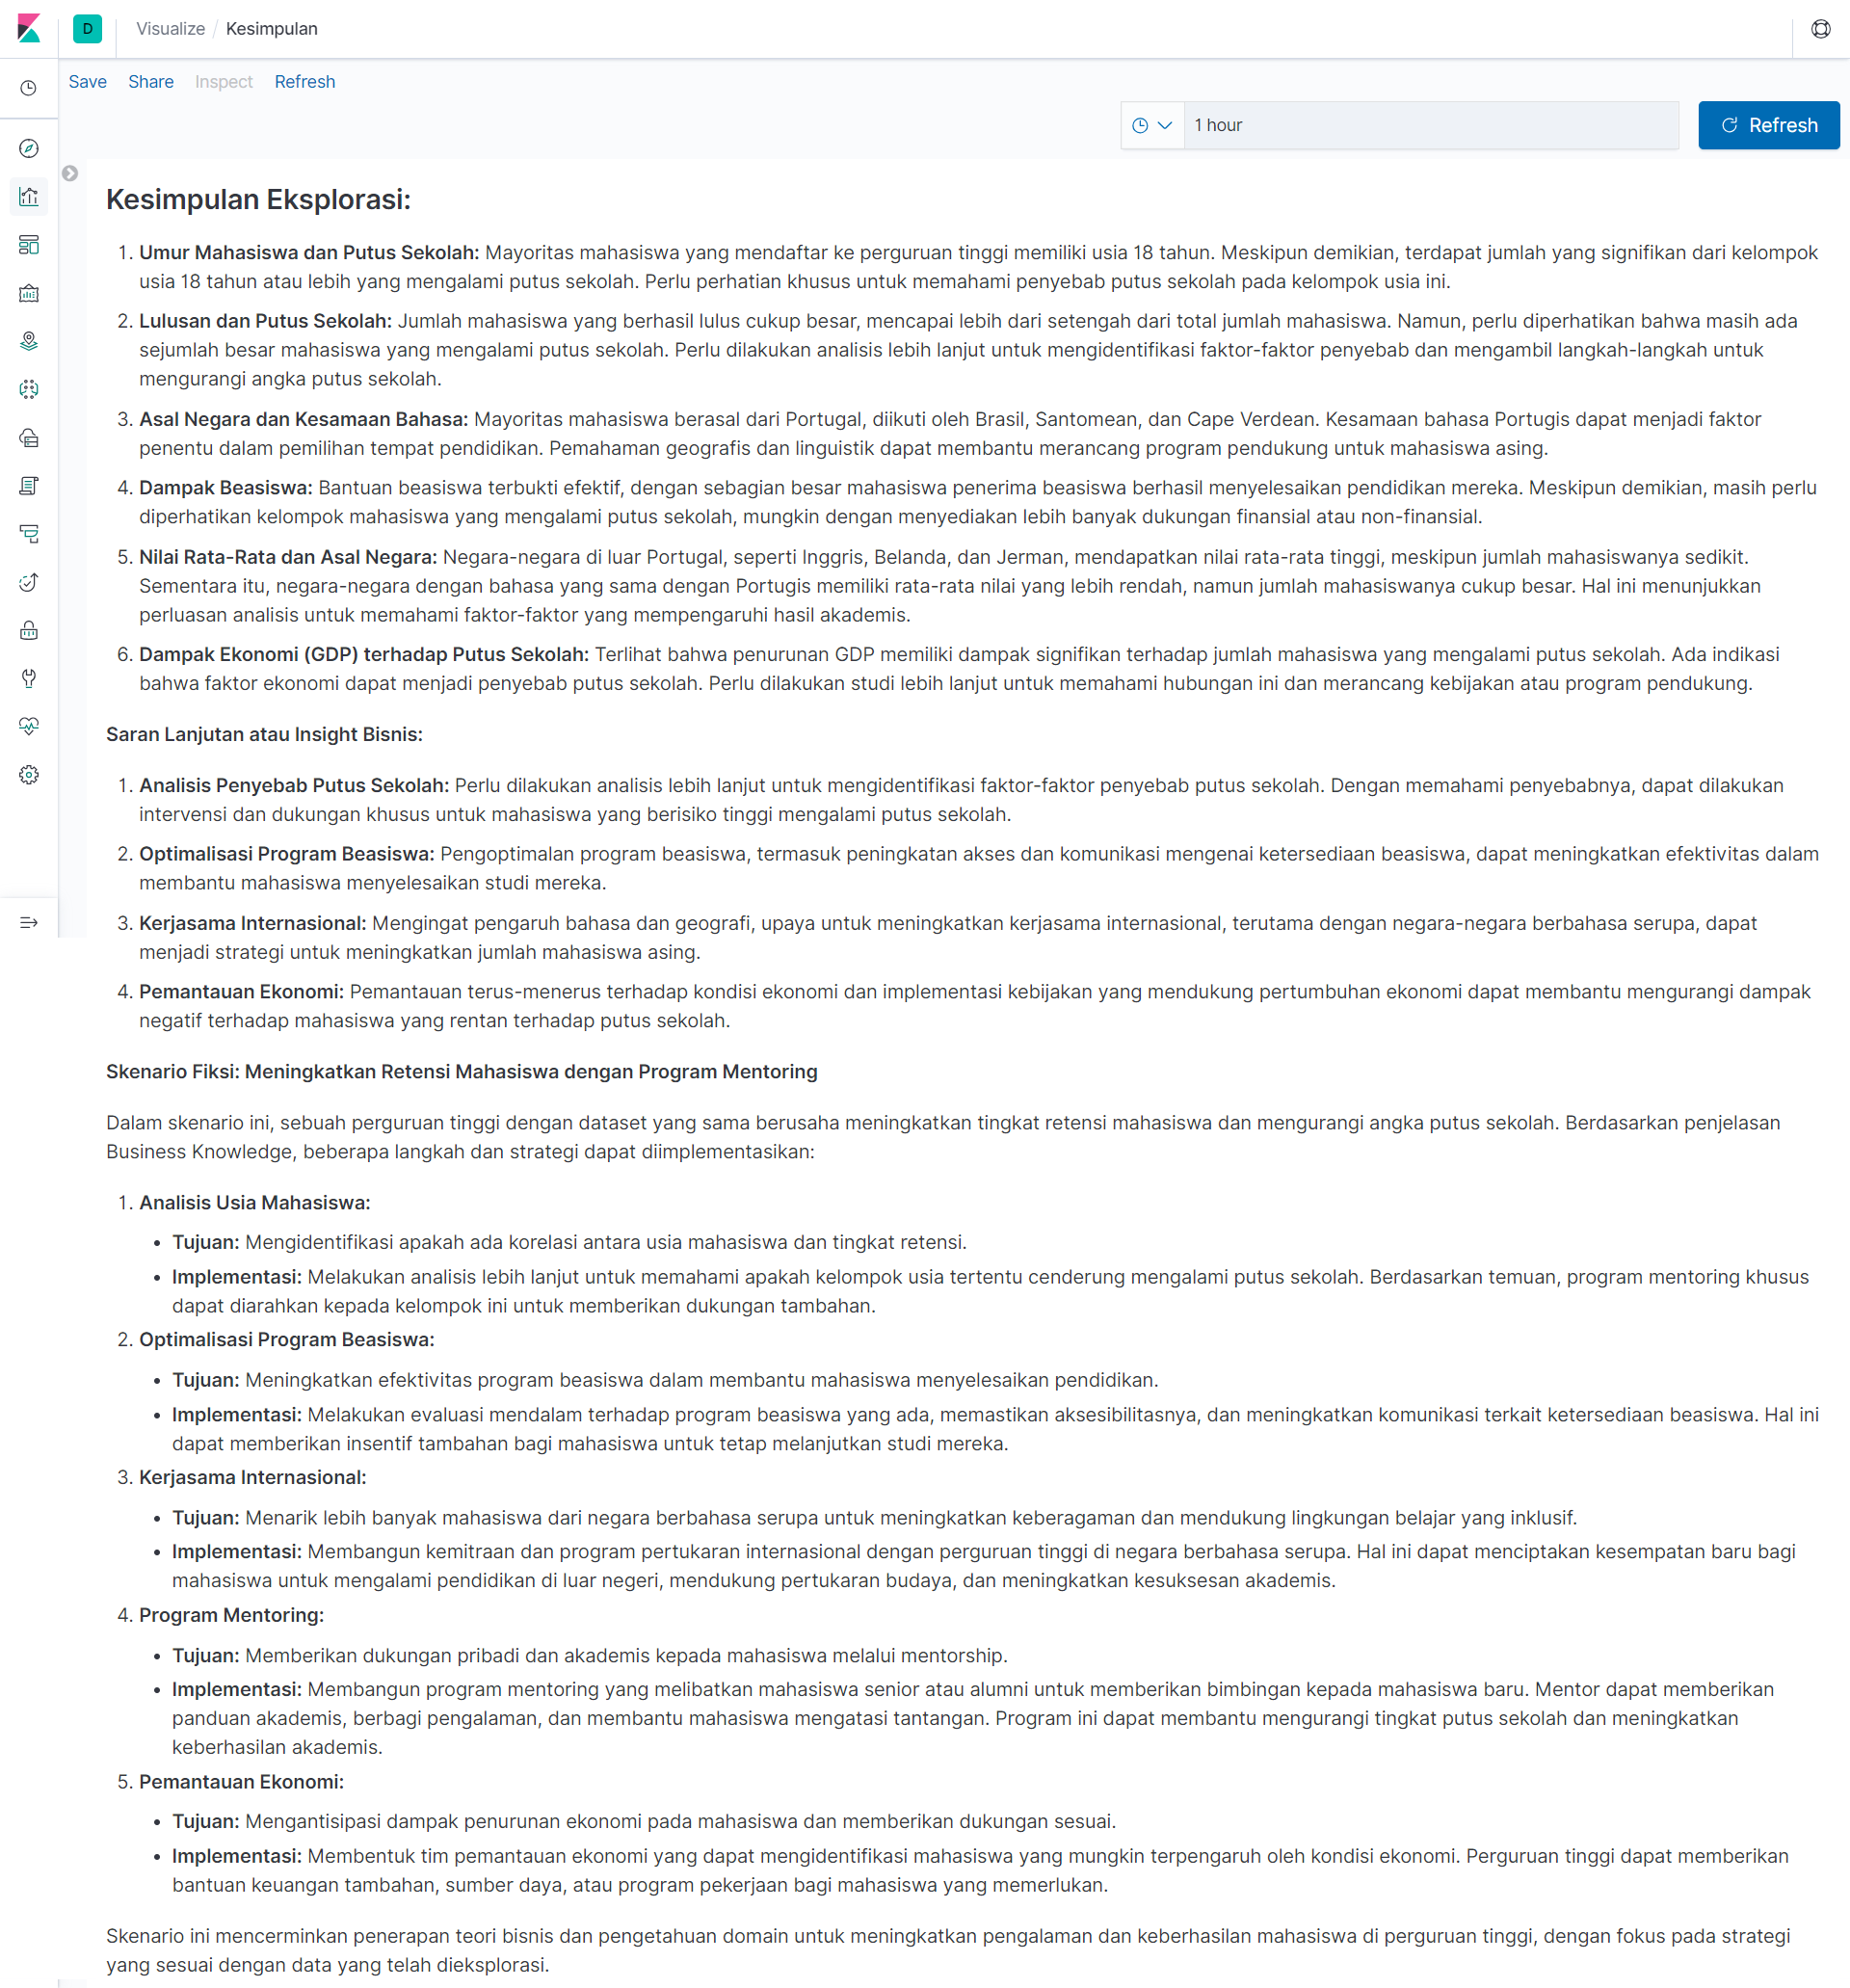 D Visualize / Kesimpulan
Save Share Inspect Refresh
1 hour Refresh
Kesimpulan Eksplorasi:
1. Umur Mahasiswa dan Putus Sekolah: Mayoritas mahasiswa yang mendaftar ke perguruan tinggi memiliki usia 18 tahun. Meskipun demikian, terdapat jumlah yang signifikan dari kelompok
usia 18 tahun atau lebih yang mengalami putus sekolah. Perlu perhatian khusus untuk memahami penyebab putus sekolah pada kelompok usia ini.
2. Lulusan dan Putus Sekolah: Jumlah mahasiswa yang berhasil lulus cukup besar, mencapai lebih dari setengah dari total jumlah mahasiswa. Namun, perlu diperhatikan bahwa masih ada
sejumlah besar mahasiswa yang mengalami putus sekolah. Perlu dilakukan analisis lebih lanjut untuk mengidentifikasi faktor-faktor penyebab dan mengambil langkah-langkah untuk
mengurangi angka putus sekolah.
3. Asal Negara dan Kesamaan Bahasa: Mayoritas mahasiswa berasal dari Portugal, diikuti oleh Brasil, Santomean, dan Cape Verdean. Kesamaan bahasa Portugis dapat menjadi faktor
penentu dalam pemilihan tempat pendidikan. Pemahaman geografis dan linguistik dapat membantu merancang program pendukung untuk mahasiswa asing.
4. Dampak Beasiswa: Bantuan beasiswa terbukti efektif, dengan sebagian besar mahasiswa penerima beasiswa berhasil menyelesaikan pendidikan mereka. Meskipun demikian, masih perlu
diperhatikan kelompok mahasiswa yang mengalami putus sekolah, mungkin dengan menyediakan lebih banyak dukungan finansial atau non-finansial.
5. Nilai Rata-Rata dan Asal Negara: Negara-negara di luar Portugal, seperti Inggris, Belanda, dan Jerman, mendapatkan nilai rata-rata tinggi, meskipun jumlah mahasiswanya sedikit.
Sementara itu, negara-negara dengan bahasa yang sama dengan Portugis memiliki rata-rata nilai yang lebih rendah, namun jumlah mahasiswanya cukup besar. Hal ini menunjukkan
perluasan analisis untuk memahami faktor-faktor yang mempengaruhi hasil akademis.
6. Dampak Ekonomi (GDP) terhadap Putus Sekolah: Terlihat bahwa penurunan GDP memiliki dampak signifikan terhadap jumlah mahasiswa yang mengalami putus sekolah. Ada indikasi
bahwa faktor ekonomi dapat menjadi penyebab putus sekolah. Perlu dilakukan studi lebih lanjut untuk memahami hubungan ini dan merancang kebijakan atau program pendukung.
Saran Lanjutan atau Insight Bisnis:
1. Analisis Penyebab Putus Sekolah: Perlu dilakukan analisis lebih lanjut untuk mengidentifikasi faktor-faktor penyebab putus sekolah. Dengan memahami penyebabnya, dapat dilakukan
intervensi dan dukungan khusus untuk mahasiswa yang berisiko tinggi mengalami putus sekolah.
2. Optimalisasi Program Beasiswa: Pengoptimalan program beasiswa, termasuk peningkatan akses dan komunikasi mengenai ketersediaan beasiswa, dapat meningkatkan efektivitas dalam
membantu mahasiswa menyelesaikan studi mereka.
3. Kerjasama Internasional: Mengingat pengaruh bahasa dan geografi, upaya untuk meningkatkan kerjasama internasional, terutama dengan negara-negara berbahasa serupa, dapat
menjadi strategi untuk meningkatkan jumlah mahasiswa asing.
4. Pemantauan Ekonomi: Pemantauan terus-menerus terhadap kondisi ekonomi dan implementasi kebijakan yang mendukung pertumbuhan ekonomi dapat membantu mengurangi dampak
negatif terhadap mahasiswa yang rentan terhadap putus sekolah.
Skenario Fiksi: Meningkatkan Retensi Mahasiswa dengan Program Mentoring
Dalam skenario ini, sebuah perguruan tinggi dengan dataset yang sama berusaha meningkatkan tingkat retensi mahasiswa dan mengurangi angka putus sekolah. Berdasarkan penjelasan
Business Knowledge, beberapa langkah dan strategi dapat diimplementasikan:
1. Analisis Usia Mahasiswa:
• Tujuan: Mengidentifikasi apakah ada korelasi antara usia mahasiswa dan tingkat retensi.
• Implementasi: Melakukan analisis lebih lanjut untuk memahami apakah kelompok usia tertentu cenderung mengalami putus sekolah. Berdasarkan temuan, program mentoring khusus
dapat diarahkan kepada kelompok ini untuk memberikan dukungan tambahan.
2. Optimalisasi Program Beasiswa:
• Tujuan: Meningkatkan efektivitas program beasiswa dalam membantu mahasiswa menyelesaikan pendidikan.
• Implementasi: Melakukan evaluasi mendalam terhadap program beasiswa yang ada, memastikan aksesibilitasnya, dan meningkatkan komunikasi terkait ketersediaan beasiswa. Hal ini
dapat memberikan insentif tambahan bagi mahasiswa untuk tetap melanjutkan studi mereka.
3. Kerjasama Internasional:
• Tujuan: Menarik lebih banyak mahasiswa dari negara berbahasa serupa untuk meningkatkan keberagaman dan mendukung lingkungan belajar yang inklusif.
• Implementasi: Membangun kemitraan dan program pertukaran internasional dengan perguruan tinggi di negara berbahasa serupa. Hal ini dapat menciptakan kesempatan baru bagi
mahasiswa untuk mengalami pendidikan di luar negeri, mendukung pertukaran budaya, dan meningkatkan kesuksesan akademis.
4. Program Mentoring:
• Tujuan: Memberikan dukungan pribadi dan akademis kepada mahasiswa melalui mentorship.
• Implementasi: Membangun program mentoring yang melibatkan mahasiswa senior atau alumni untuk memberikan bimbingan kepada mahasiswa baru. Mentor dapat memberikan
panduan akademis, berbagi pengalaman, dan membantu mahasiswa mengatasi tantangan. Program ini dapat membantu mengurangi tingkat putus sekolah dan meningkatkan
keberhasilan akademis.
5. Pemantauan Ekonomi:
• Tujuan: Mengantisipasi dampak penurunan ekonomi pada mahasiswa dan memberikan dukungan sesuai.
• Implementasi: Membentuk tim pemantauan ekonomi yang dapat mengidentifikasi mahasiswa yang mungkin terpengaruh oleh kondisi ekonomi. Perguruan tinggi dapat memberikan
bantuan keuangan tambahan, sumber daya, atau program pekerjaan bagi mahasiswa yang memerlukan.
Skenario ini mencerminkan penerapan teori bisnis dan pengetahuan domain untuk meningkatkan pengalaman dan keberhasilan mahasiswa di perguruan tinggi, dengan fokus pada strategi
yang sesuai dengan data yang telah dieksplorasi.